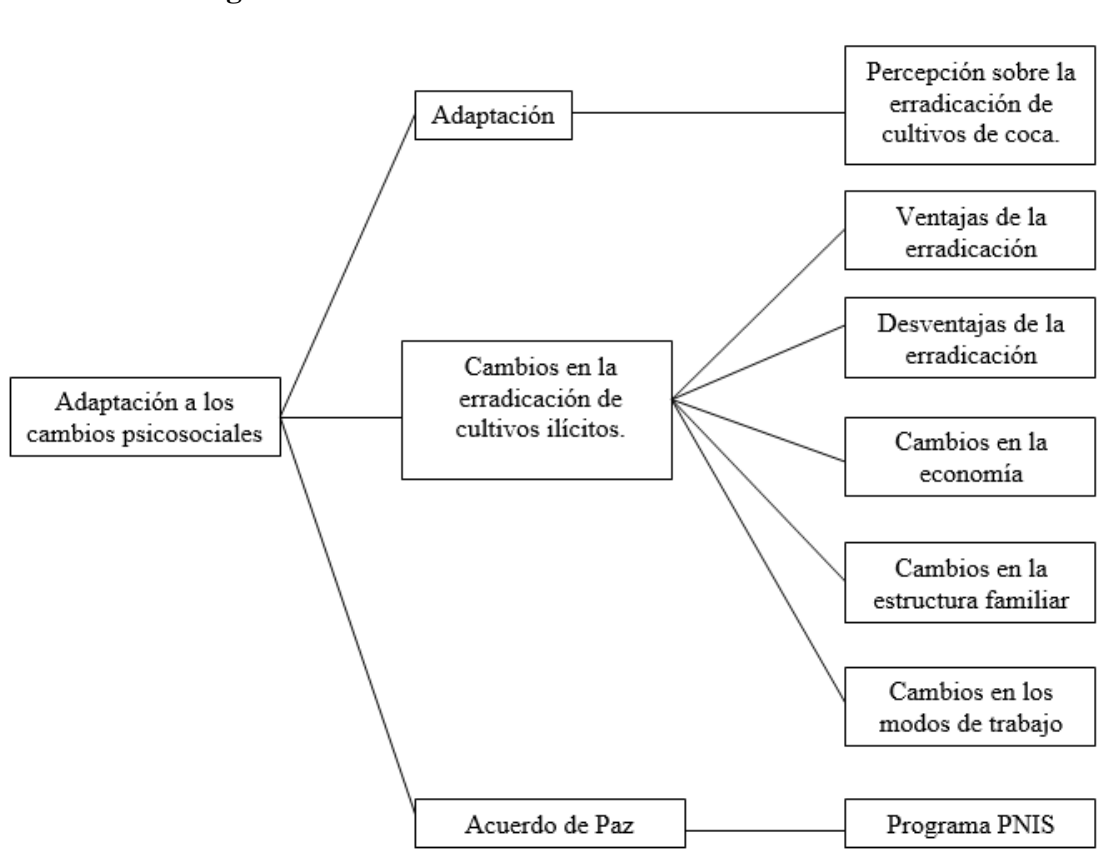 Percepción sobre la
erradicación de
cultivos de coca.
Adaptación
Ventajas de la
erradicación
Desventajas de la
erradicación
Cambios en la
erradicación de
cultivos ilícitos.
Adaptación a los
cambios psicosociales
Cambios en la
economía
Cambios en la
estructura familiar
Cambios en los
modos de trabajo
Acuerdo de Paz
Programa PNIS